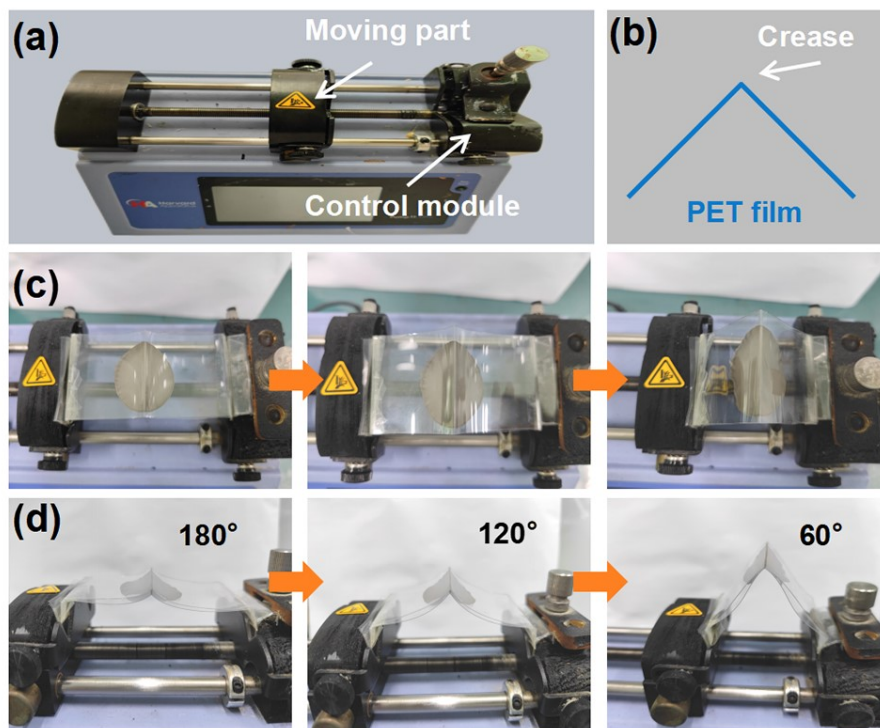 (a)
Moving part
Control module
(b)
Crease
PET film
(c)
(d)
180°
120°
60°